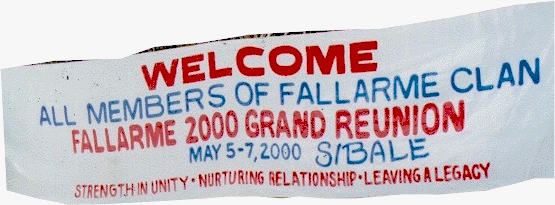 WELCOME
ALL MEMBERS OF FALLARME CLAN
FALLARME 2000 GRAND REUNION
MAY 5-7, 2000 SIBALE
STRENGTH IN UNITY • NURTURING RELATIONSHIP • LEAVING A LEGACY